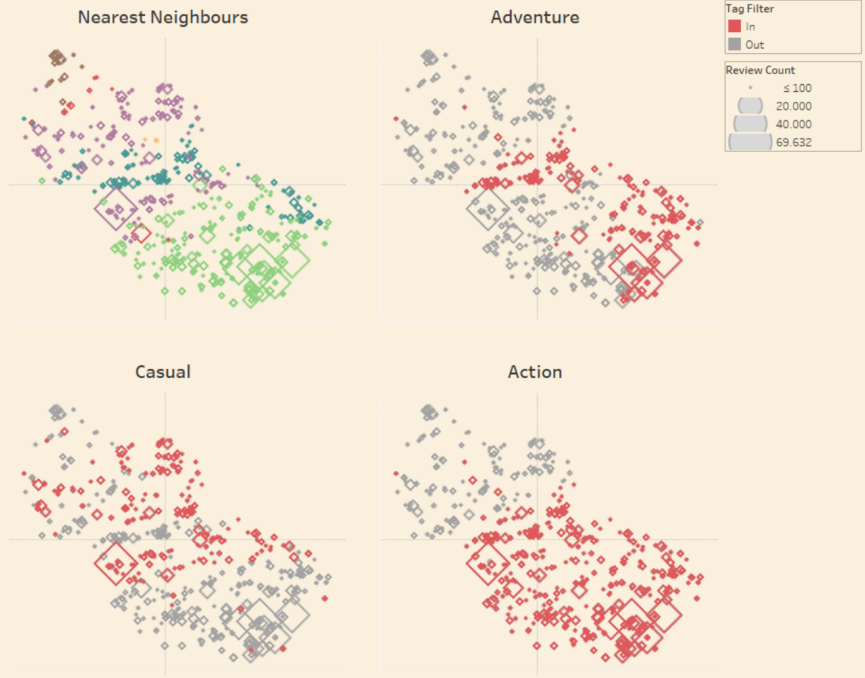 Nearest Neighbours
Adventure
Tag Filter
In
Out
Review Count
≤ 100
20.000
40.000
69.632
Casual
Action